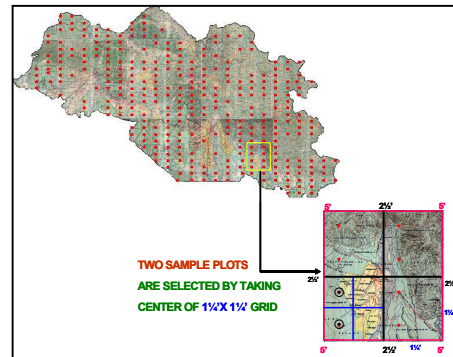 5' 2½' 5'
TWO SAMPLE PLOTS
2½' 2½'
ARE SELECTED BY TAKING
CENTER OF 1¼'X 1¼' GRID
1¼'
1¼'
5' 2½' 5'